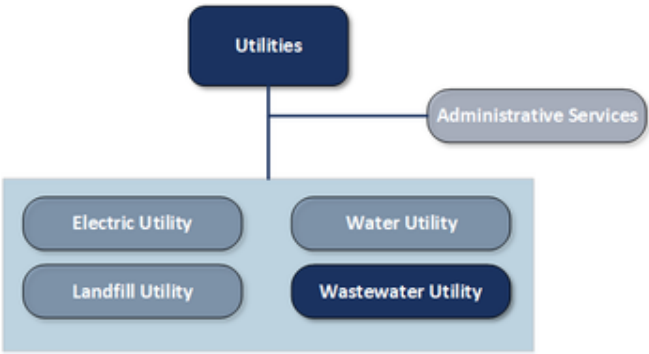 Utilities
Administrative Services
Electric Utility
Water Utility
Landfill Utility
Wastewater Utility